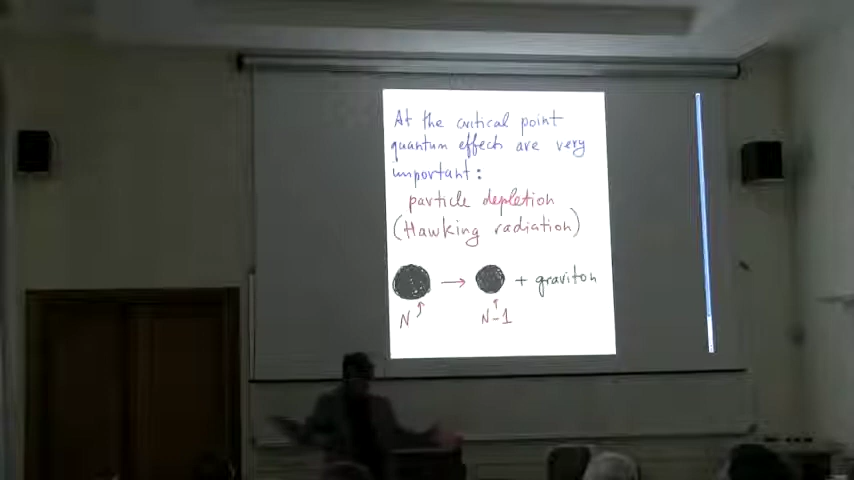 At the critical point
quantum effects are very
important:
particle depletion
(Hawking radiation)
→ + graviton
N N-1